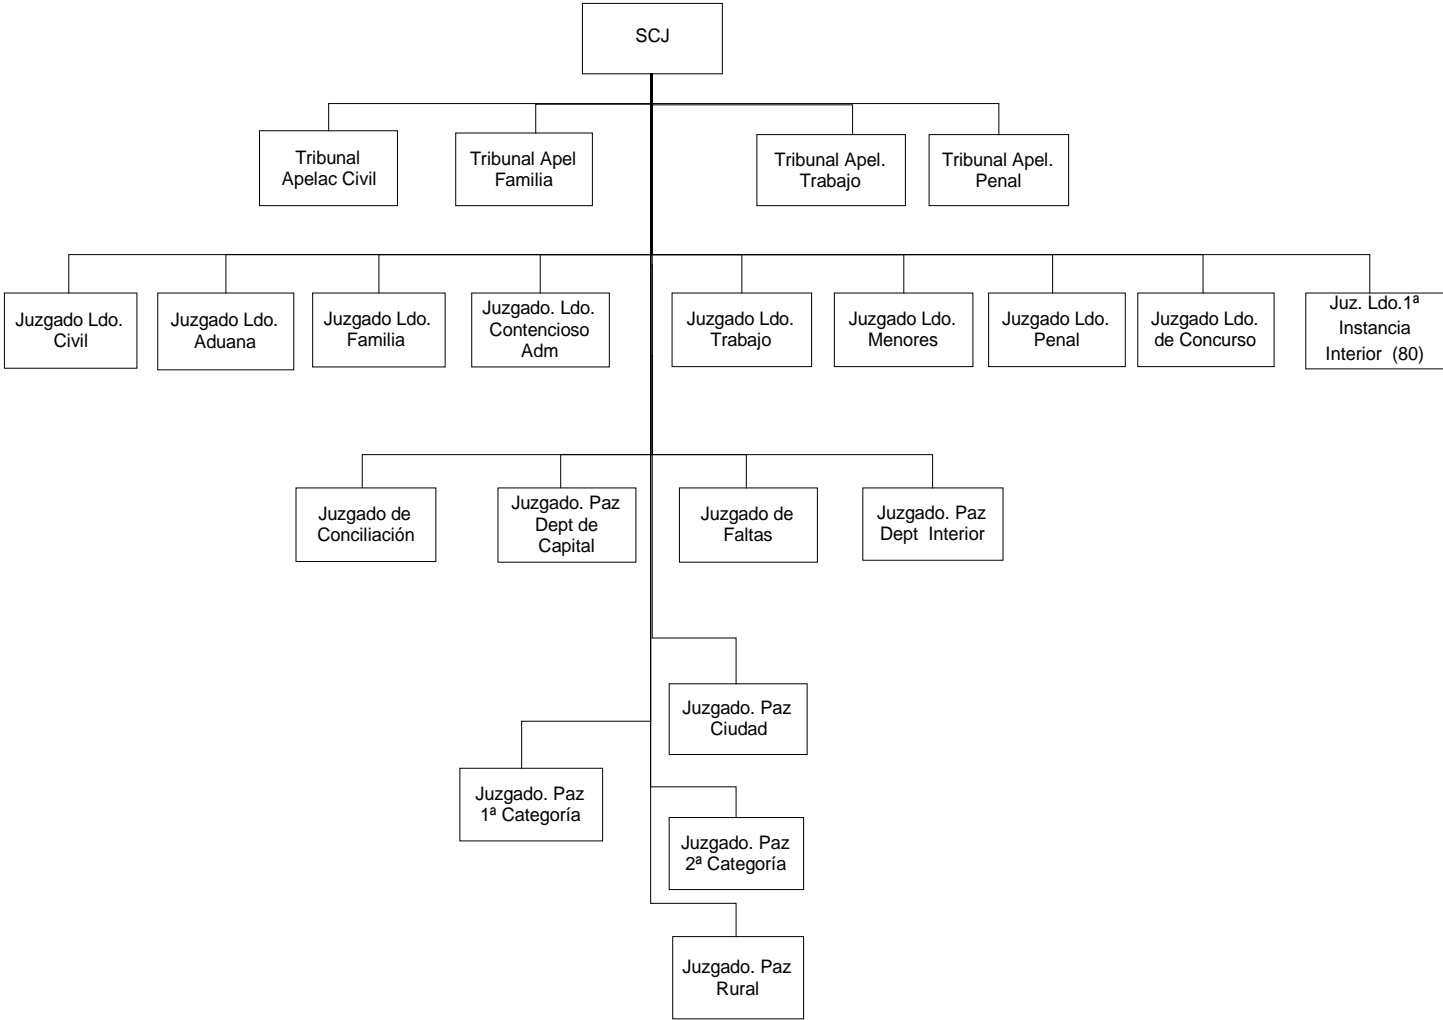 SCJ
Tribunal
Apelac Civil
Tribunal Apel
Familia
Tribunal Apel.
Trabajo
Tribunal Apel.
Penal
Juzgado Ldo.
Civil
Juzgado Ldo.
Aduana
Juzgado Ldo.
Familia
Juzgado. Ldo.
Contencioso
Adm
Juzgado Ldo.
Trabajo
Juzgado Ldo.
Menores
Juzgado Ldo.
Penal
Juzgado Ldo.
de Concurso
Juz. Ldo.1ª
Instancia
Interior (80)
Juzgado de
Conciliación
Juzgado. Paz
Dept de
Capital
Juzgado de
Faltas
Juzgado. Paz
Dept Interior
Juzgado. Paz
Ciudad
Juzgado. Paz
1ª Categoría
Juzgado. Paz
2ª Categoría
Juzgado. Paz
Rural